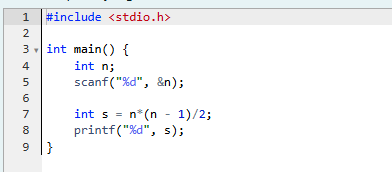 1 #include <stdio.h>
2
3 int main() {
4     int n;
5     scanf("%d", &n);
6
7     int s = n*(n - 1)/2;
8     printf("%d", s);
9 }